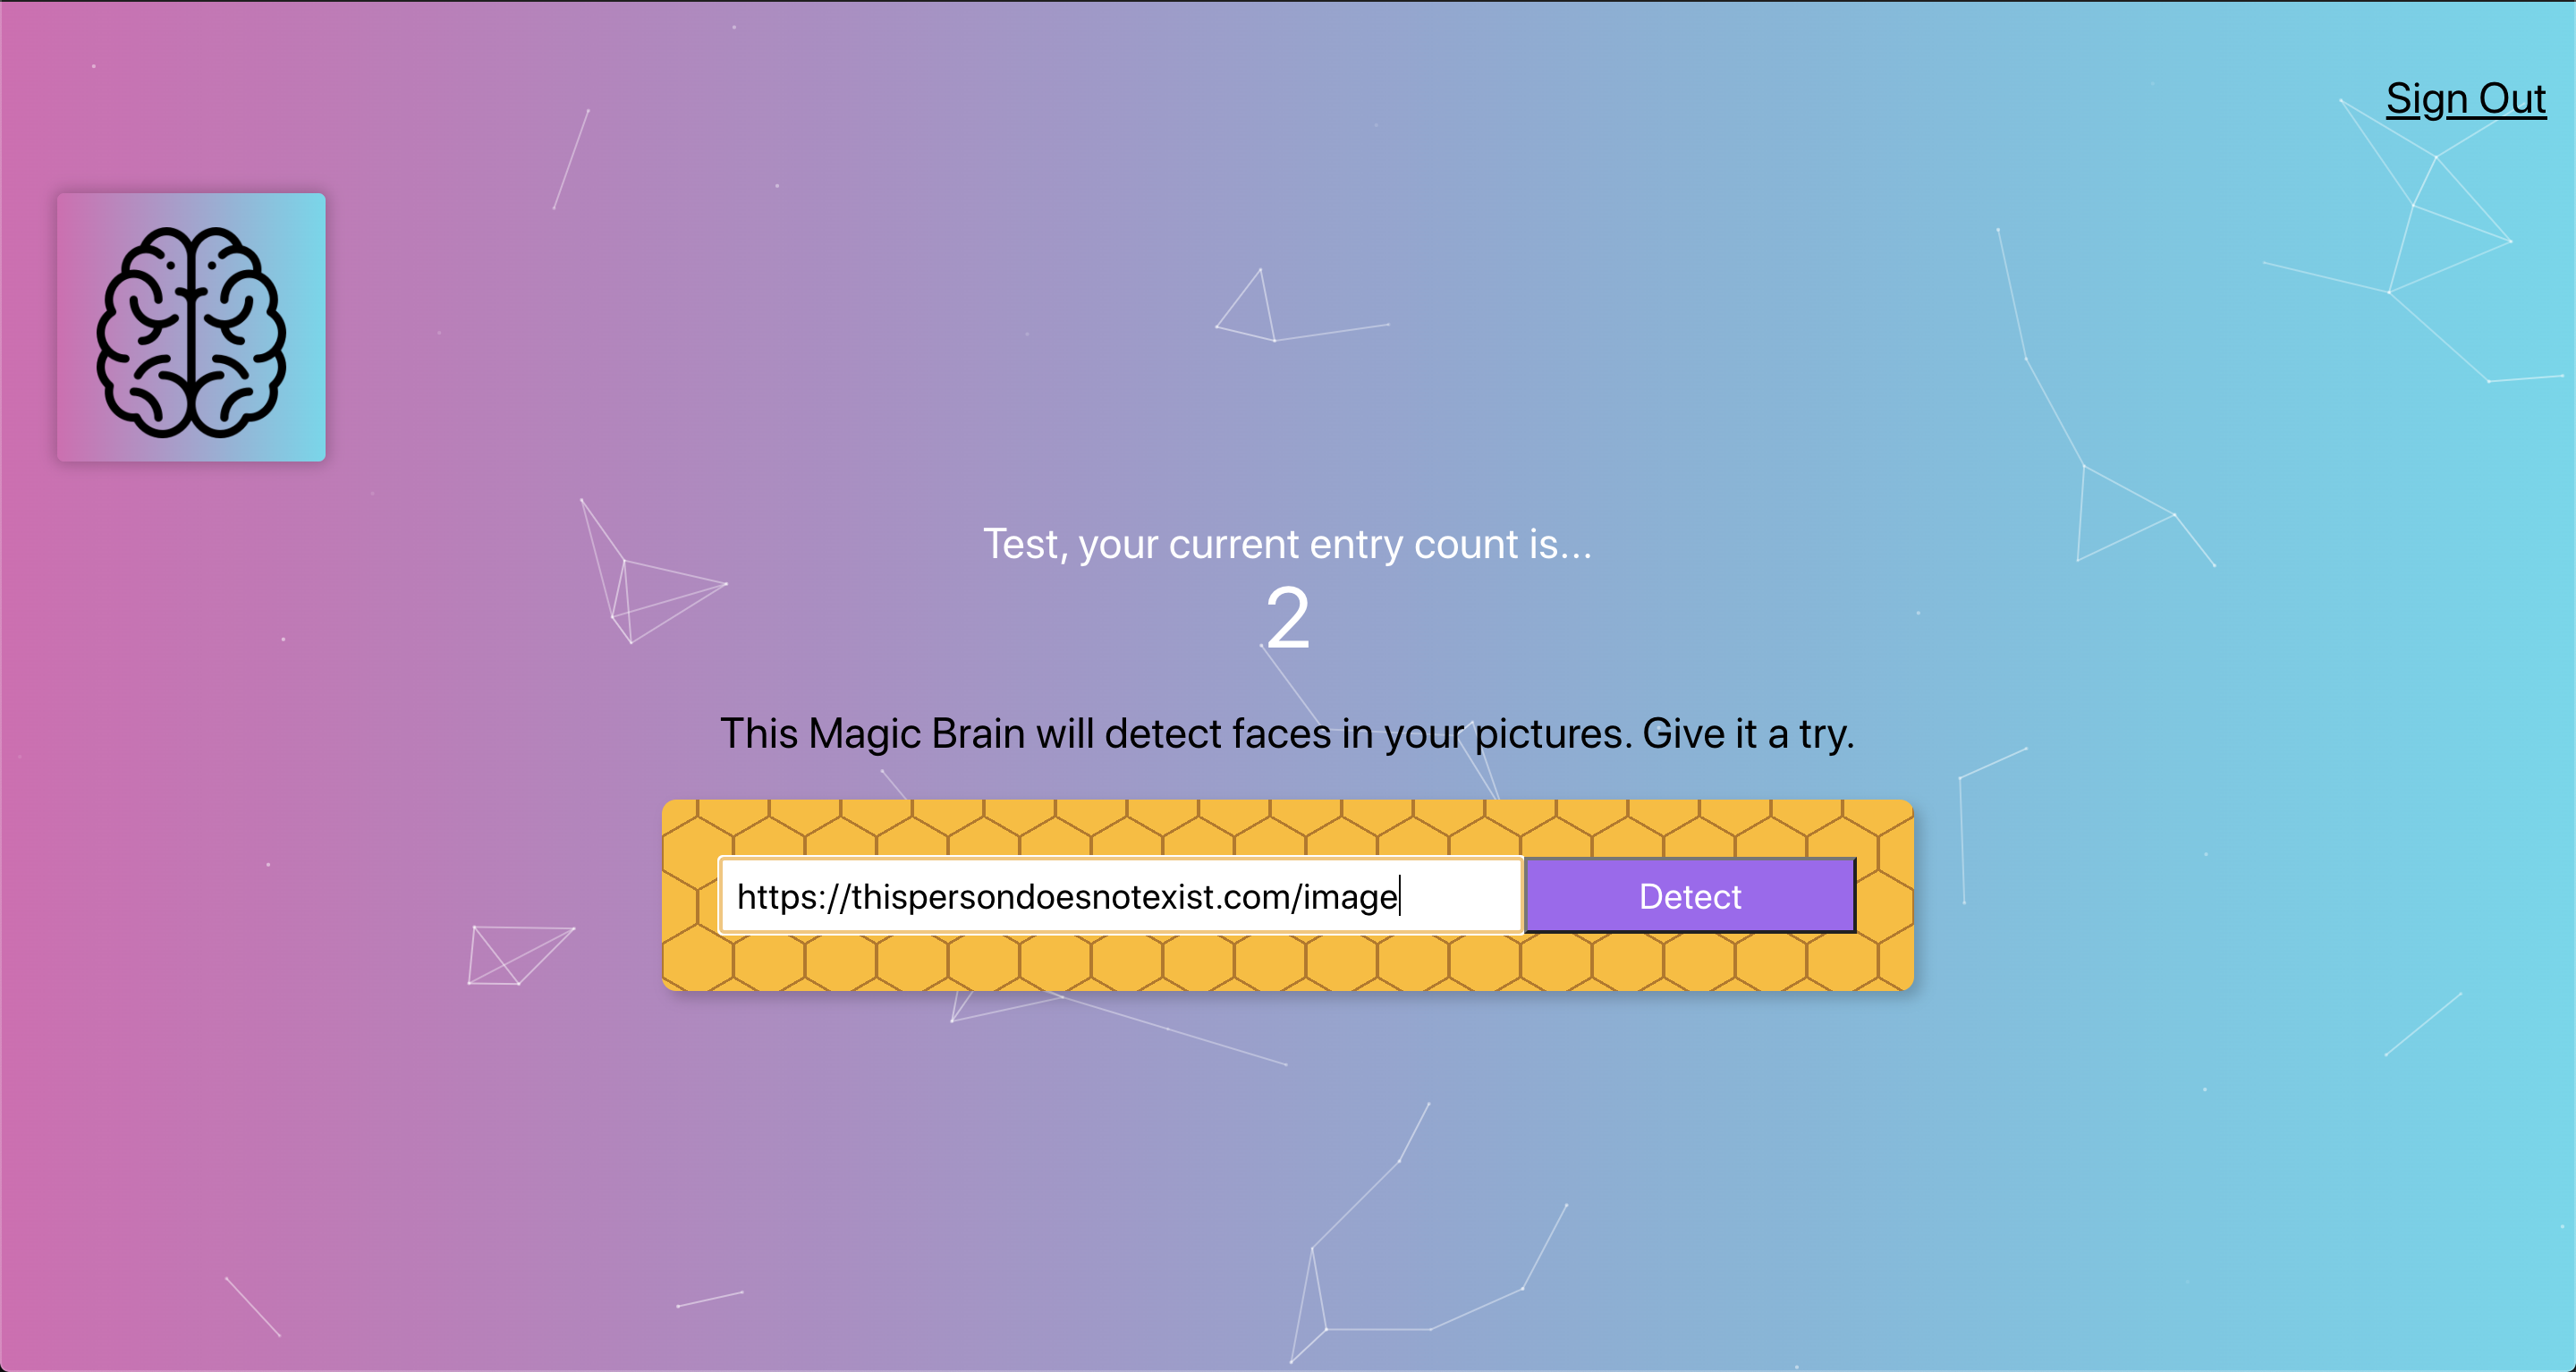 Sign Out
Test, your current entry count is...
2
This Magic Brain will detect faces in your pictures. Give it a try.
https://thispersondoesnotexist.com/image
Detect